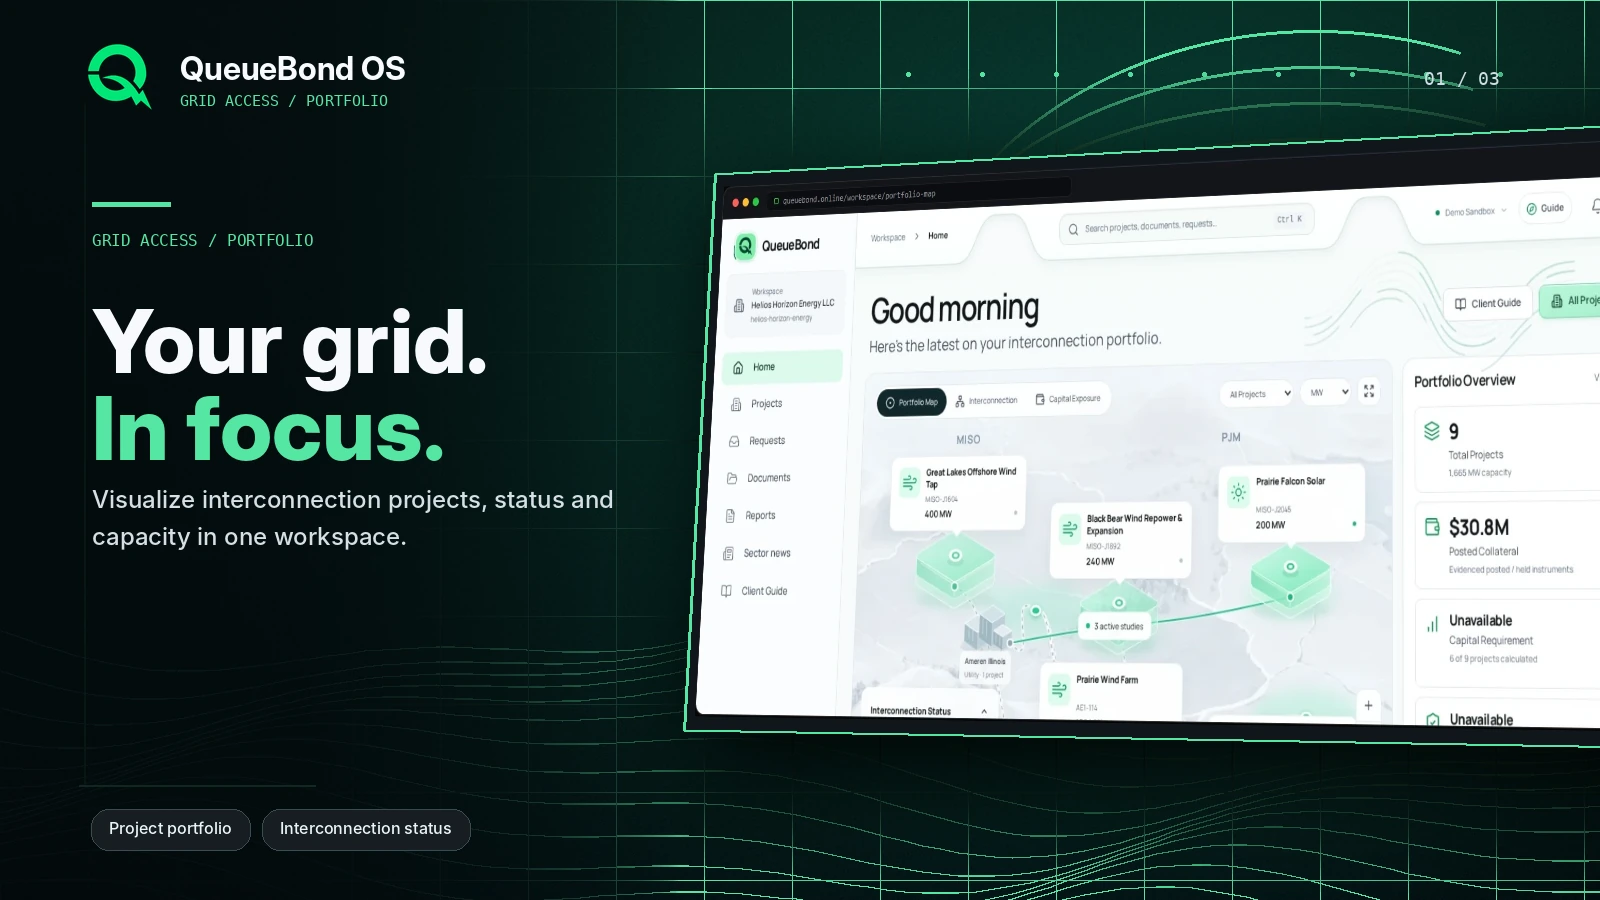 QueueBond OS
GRID ACCESS / PORTFOLIO
01 / 03
GRID ACCESS / PORTFOLIO
Your grid.
In focus.
Visualize interconnection projects, status and
capacity in one workspace.
Project portfolio
Interconnection status
queuebond.online/workspace/portfolio-map
QueueBond
Workspace
Helios Horizon Energy LLC
helios-horizon-energy
Home
Projects
Requests
Documents
Reports
Sector news
Client Guide
Workspace > Home
Search projects, documents, requests...
Ctrl K
Demo Sandbox
Guide
Good morning
Here's the latest on your interconnection portfolio.
Client Guide
All Proje
Portfolio Map
Interconnection
Capital Exposure
All Projects
MW
MISO
PJM
Great Lakes Offshore Wind
Tap
MISO-J1604
400 MW
Black Bear Wind Repower &
Expansion
MISO-J1892
240 MW
Prairie Falcon Solar
MISO-J2045
200 MW
3 active studies
Ameren Illinois
Utility · 1 project
Prairie Wind Farm
AE1-114
Interconnection Status
+
Portfolio Overview
V
9
Total Projects
1,665 MW capacity
$30.8M
Posted Collateral
Evidenced posted / held instruments
Unavailable
Capital Requirement
6 of 9 projects calculated
Unavailable